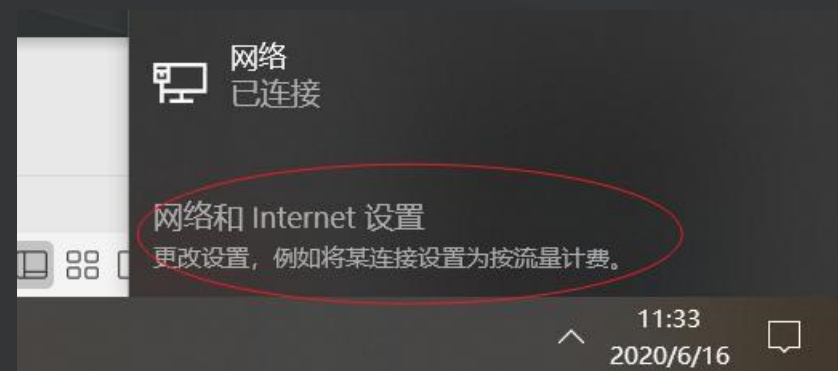 网络
已连接
网络和 Internet 设置
更改设置，例如将某连接设置为按流量计费。
11:33
2020/6/16